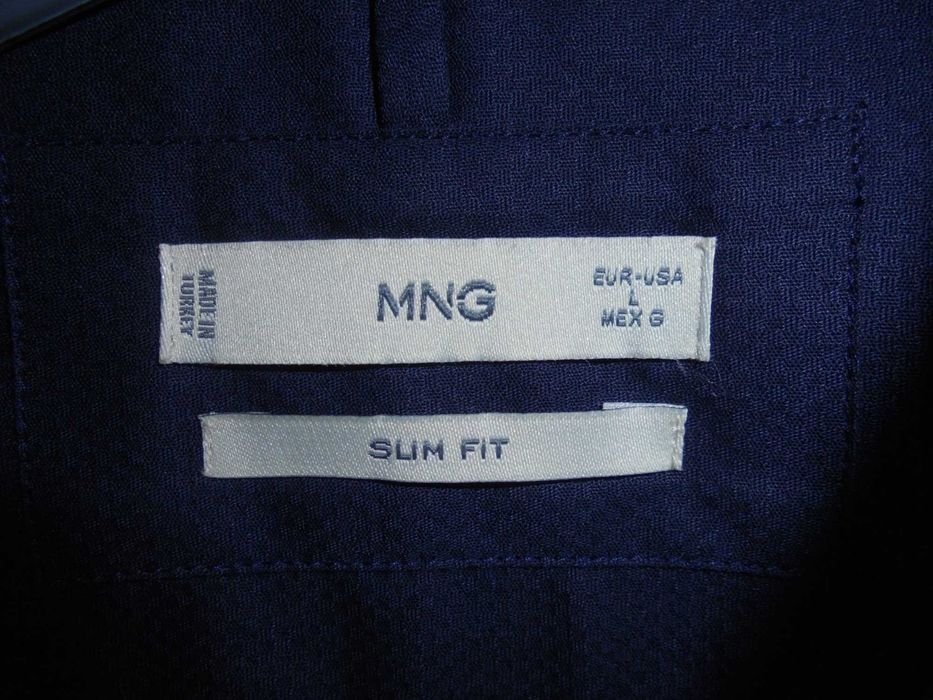 MADE IN
TURKEY
MNG
EUR-USA
L
MEX G
SLIM FIT